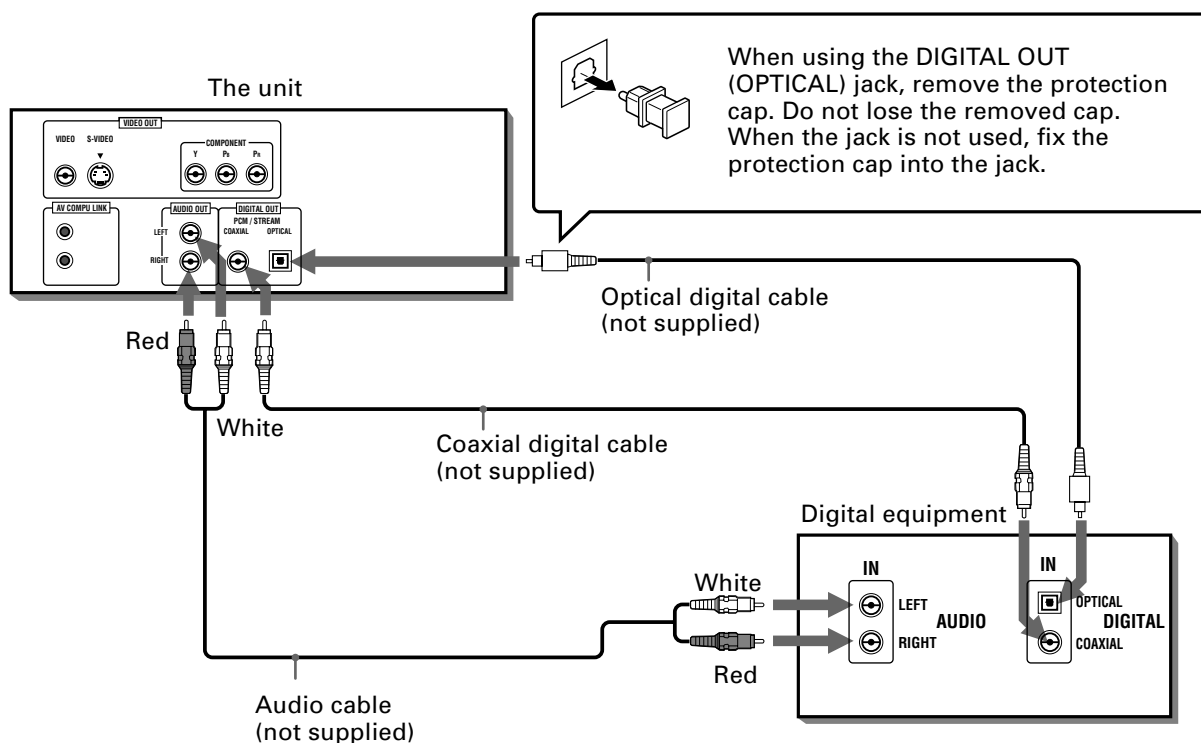 When using the DIGITAL OUT
(OPTICAL) jack, remove the protection
cap. Do not lose the removed cap.
When the jack is not used, fix the
protection cap into the jack.
The unit
VIDEO OUT
VIDEO S-VIDEO
COMPONENT
Y PB PR
AV COMPU LINK
AUDIO OUT
LEFT
RIGHT
DIGITAL OUT
PCM / STREAM
COAXIAL OPTICAL
Optical digital cable
(not supplied)
Red
White
Coaxial digital cable
(not supplied)
Digital equipment
White
Red
IN
LEFT
RIGHT
AUDIO
IN
OPTICAL
DIGITAL
COAXIAL
Audio cable
(not supplied)